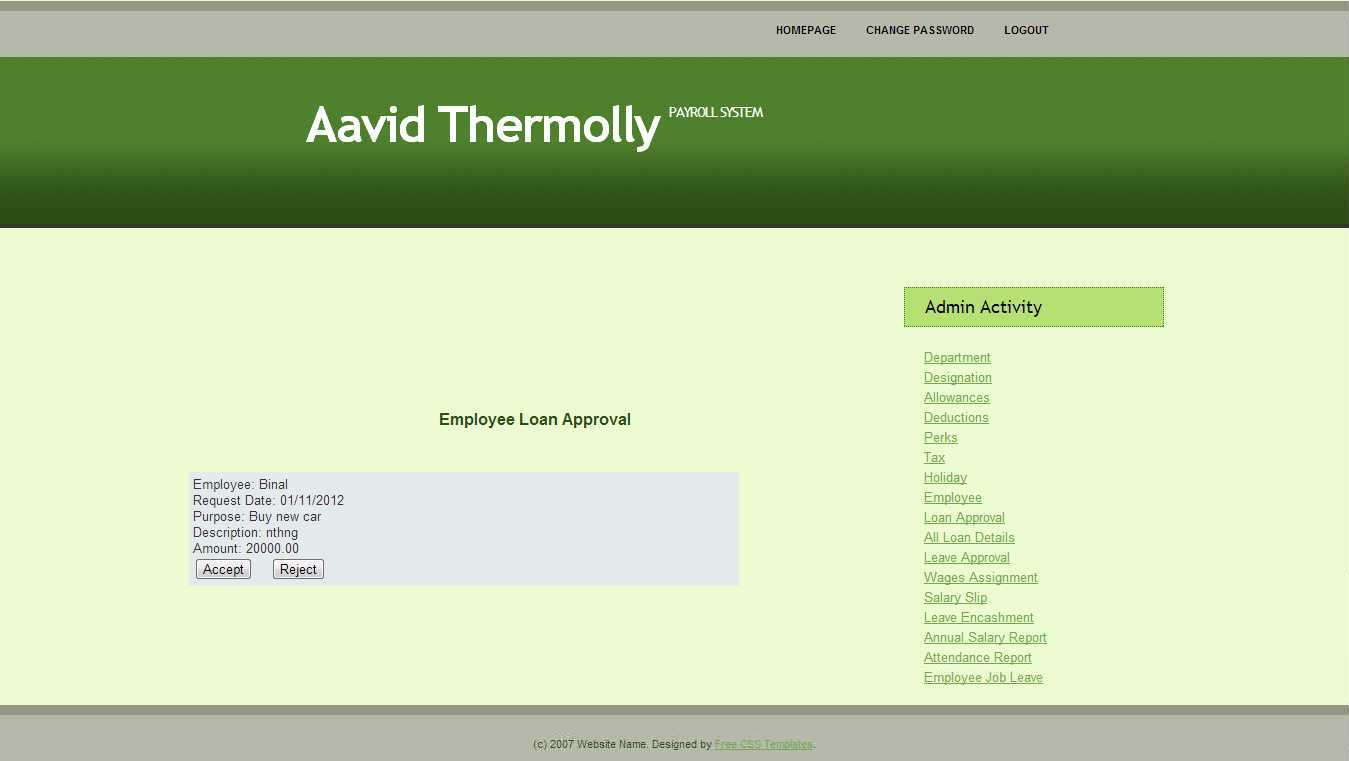 HOMEPAGE CHANGE PASSWORD LOGOUT
Aavid Thermolly PAYROLL SYSTEM
Admin Activity
Department
Designation
Allowances
Deductions
Perks
Tax
Holiday
Employee
Loan Approval
All Loan Details
Leave Approval
Wages Assignment
Salary Slip
Leave Encashment
Annual Salary Report
Attendance Report
Employee Job Leave
Employee Loan Approval
Employee: Binal
Request Date: 01/11/2012
Purpose: Buy new car
Description: nthng
Amount: 20000.00
Accept Reject
(c) 2007 Website Name. Designed by Free CSS Templates.